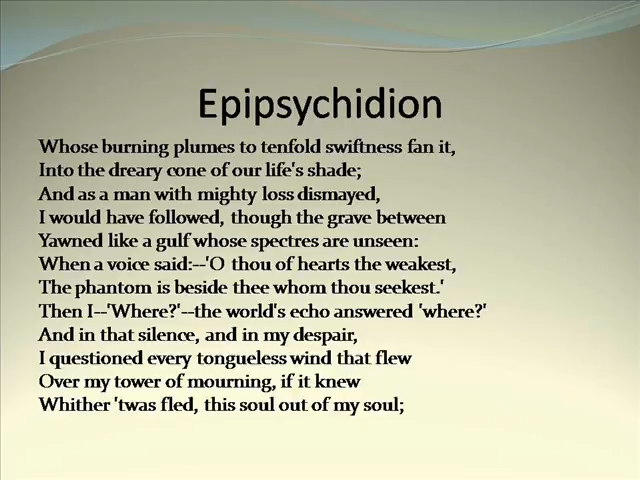 Epipsychidion
Whose burning plumes to tenfold swiftness fan it,
Into the dreary cone of our life's shade;
And as a man with mighty loss dismayed,
I would have followed, though the grave between
Yawned like a gulf whose spectres are unseen:
When a voice said:--'O thou of hearts the weakest,
The phantom is beside thee whom thou seekest.'
Then I--'Where?'--the world's echo answered 'where?'
And in that silence, and in my despair,
I questioned every tongueless wind that flew
Over my tower of mourning, if it knew
Whither 'twas fled, this soul out of my soul;